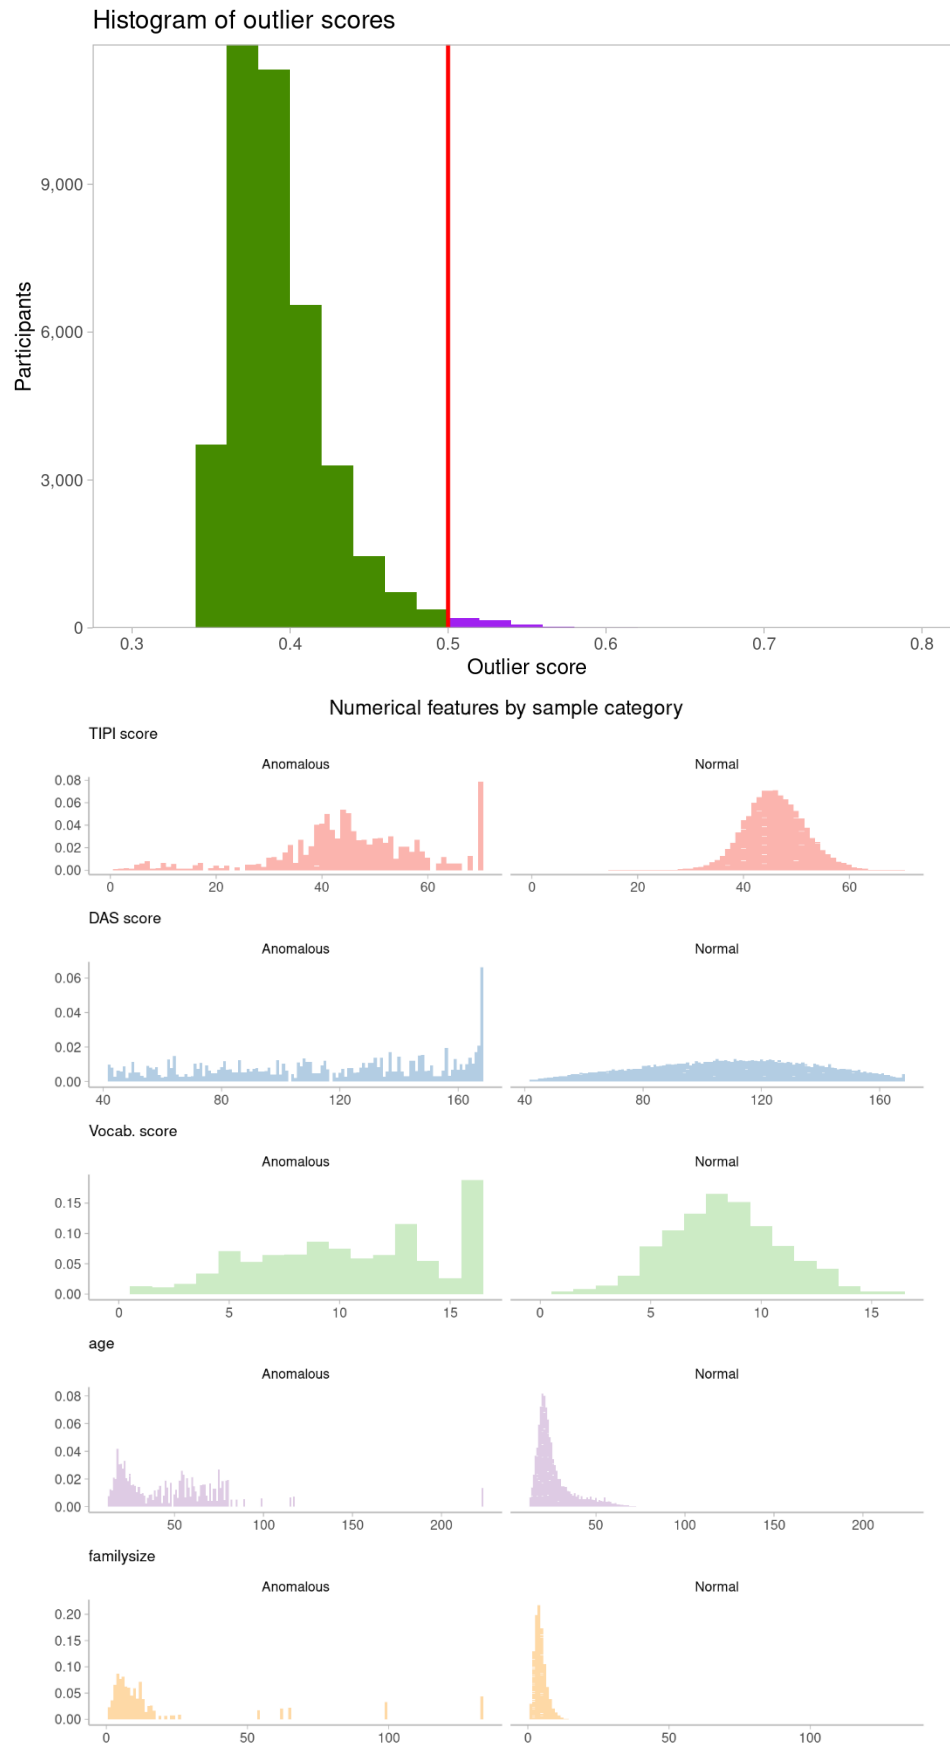 Histogram of outlier scores
9,000
6,000
3,000
0
Participants
0.3 0.4 0.5 0.6 0.7 0.8
Outlier score
Numerical features by sample category
TIPI score
Anomalous Normal
0.08
0.06
0.04
0.02
0.00
0 20 40 60 0 20 40 60
DAS score
Anomalous Normal
0.06
0.04
0.02
0.00
40 80 120 160 40 80 120 160
Vocab. score
Anomalous Normal
0.15
0.10
0.05
0.00
0 5 10 15 0 5 10 15
age
Anomalous Normal
0.08
0.06
0.04
0.02
0.00
50 100 150 200 50 100 150 200
familysize
Anomalous Normal
0.20
0.15
0.10
0.05
0.00
0 50 100 0 50 100